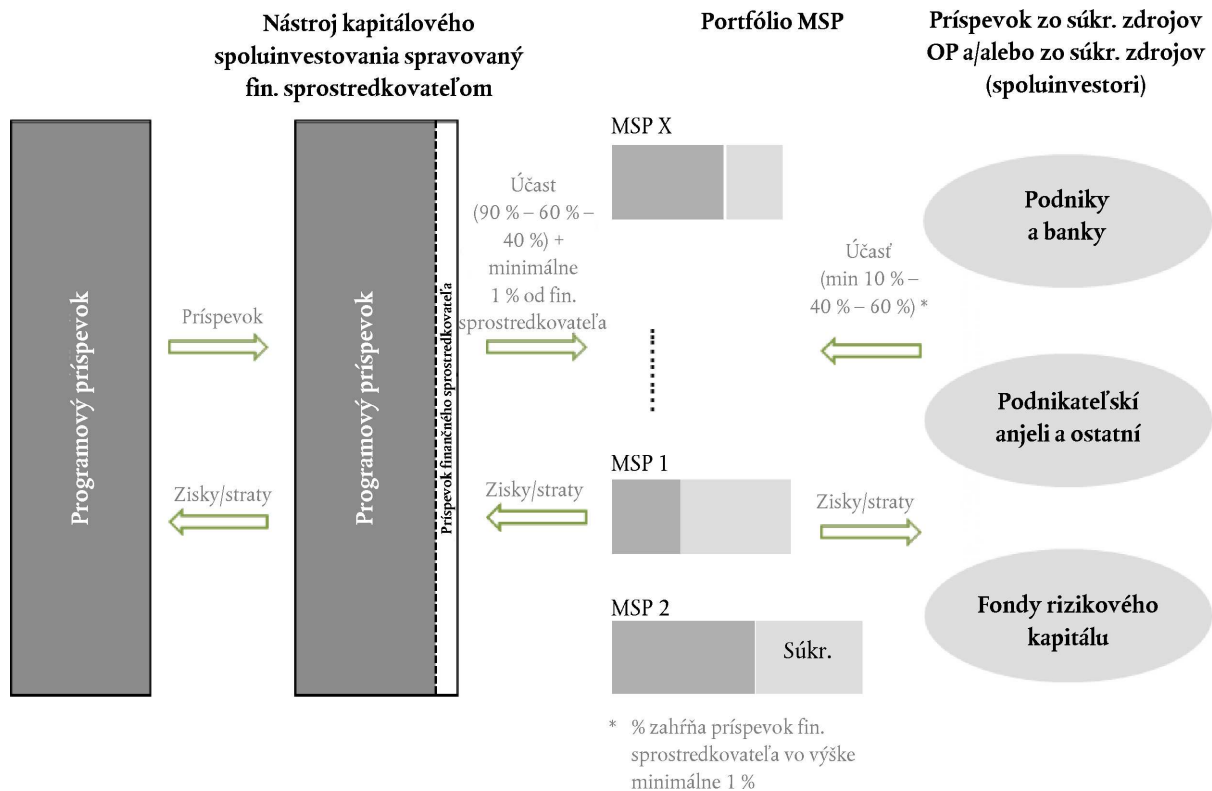 Nástroj kapitálového
spoluinvestovania spravovaný
fin. sprostredkovateľom
Portfólio MSP
Príspevok zo súkr. zdrojov
OP a/alebo zo súkr. zdrojov
(spoluinvestori)
Programový príspevok
Príspevok
Zisky/straty
Programový príspevok
Príspevok finančného sprostredkovateľa
Účast
(90 % – 60 % –
40 %) +
minimálne
1 % od fin.
sprostredkovateľa
Zisky/straty
MSP X
MSP 1
MSP 2
Súkr.
Účasť
(min 10 % –
40 % – 60 %) *
Zisky/straty
Podniky
a banky
Podnikateľskí
anjeli a ostatní
Fondy rizikového
kapitálu
* % zahŕňa príspevok fin.
sprostredkovateľa vo výške
minimálne 1 %